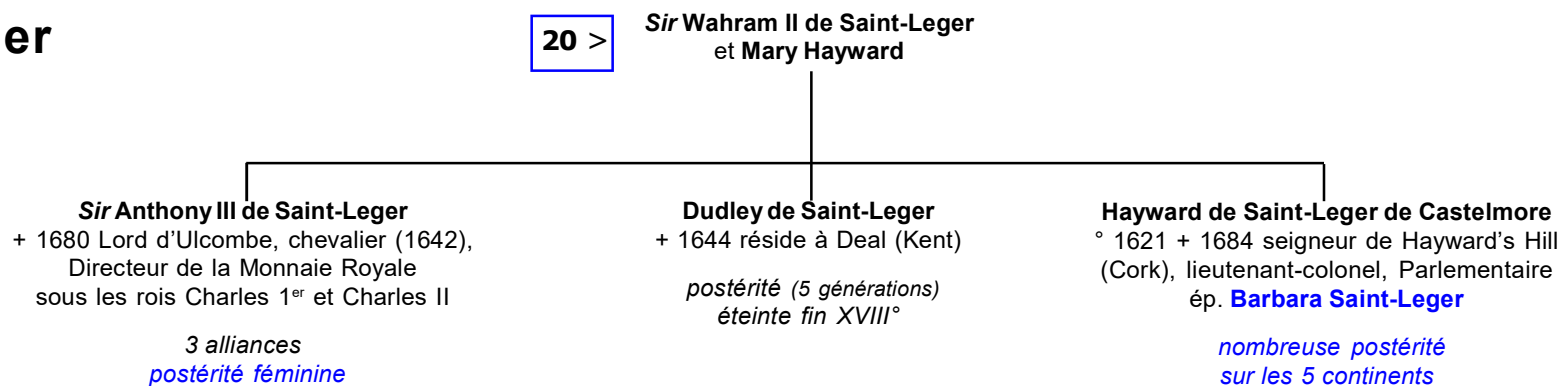 er
20 >
Sir Wahram II de Saint-Leger
et Mary Hayward
Sir Anthony III de Saint-Leger
+ 1680 Lord d’Ulcombe, chevalier (1642),
Directeur de la Monnaie Royale
sous les rois Charles 1er et Charles II
3 alliances
postérité féminine
Dudley de Saint-Leger
+ 1644 réside à Deal (Kent)
postérité (5 générations)
éteinte fin XVIII°
Hayward de Saint-Leger de Castelmore
° 1621 + 1684 seigneur de Hayward’s Hill
(Cork), lieutenant-colonel, Parlementaire
ép. Barbara Saint-Leger
nombreuse postérité
sur les 5 continents